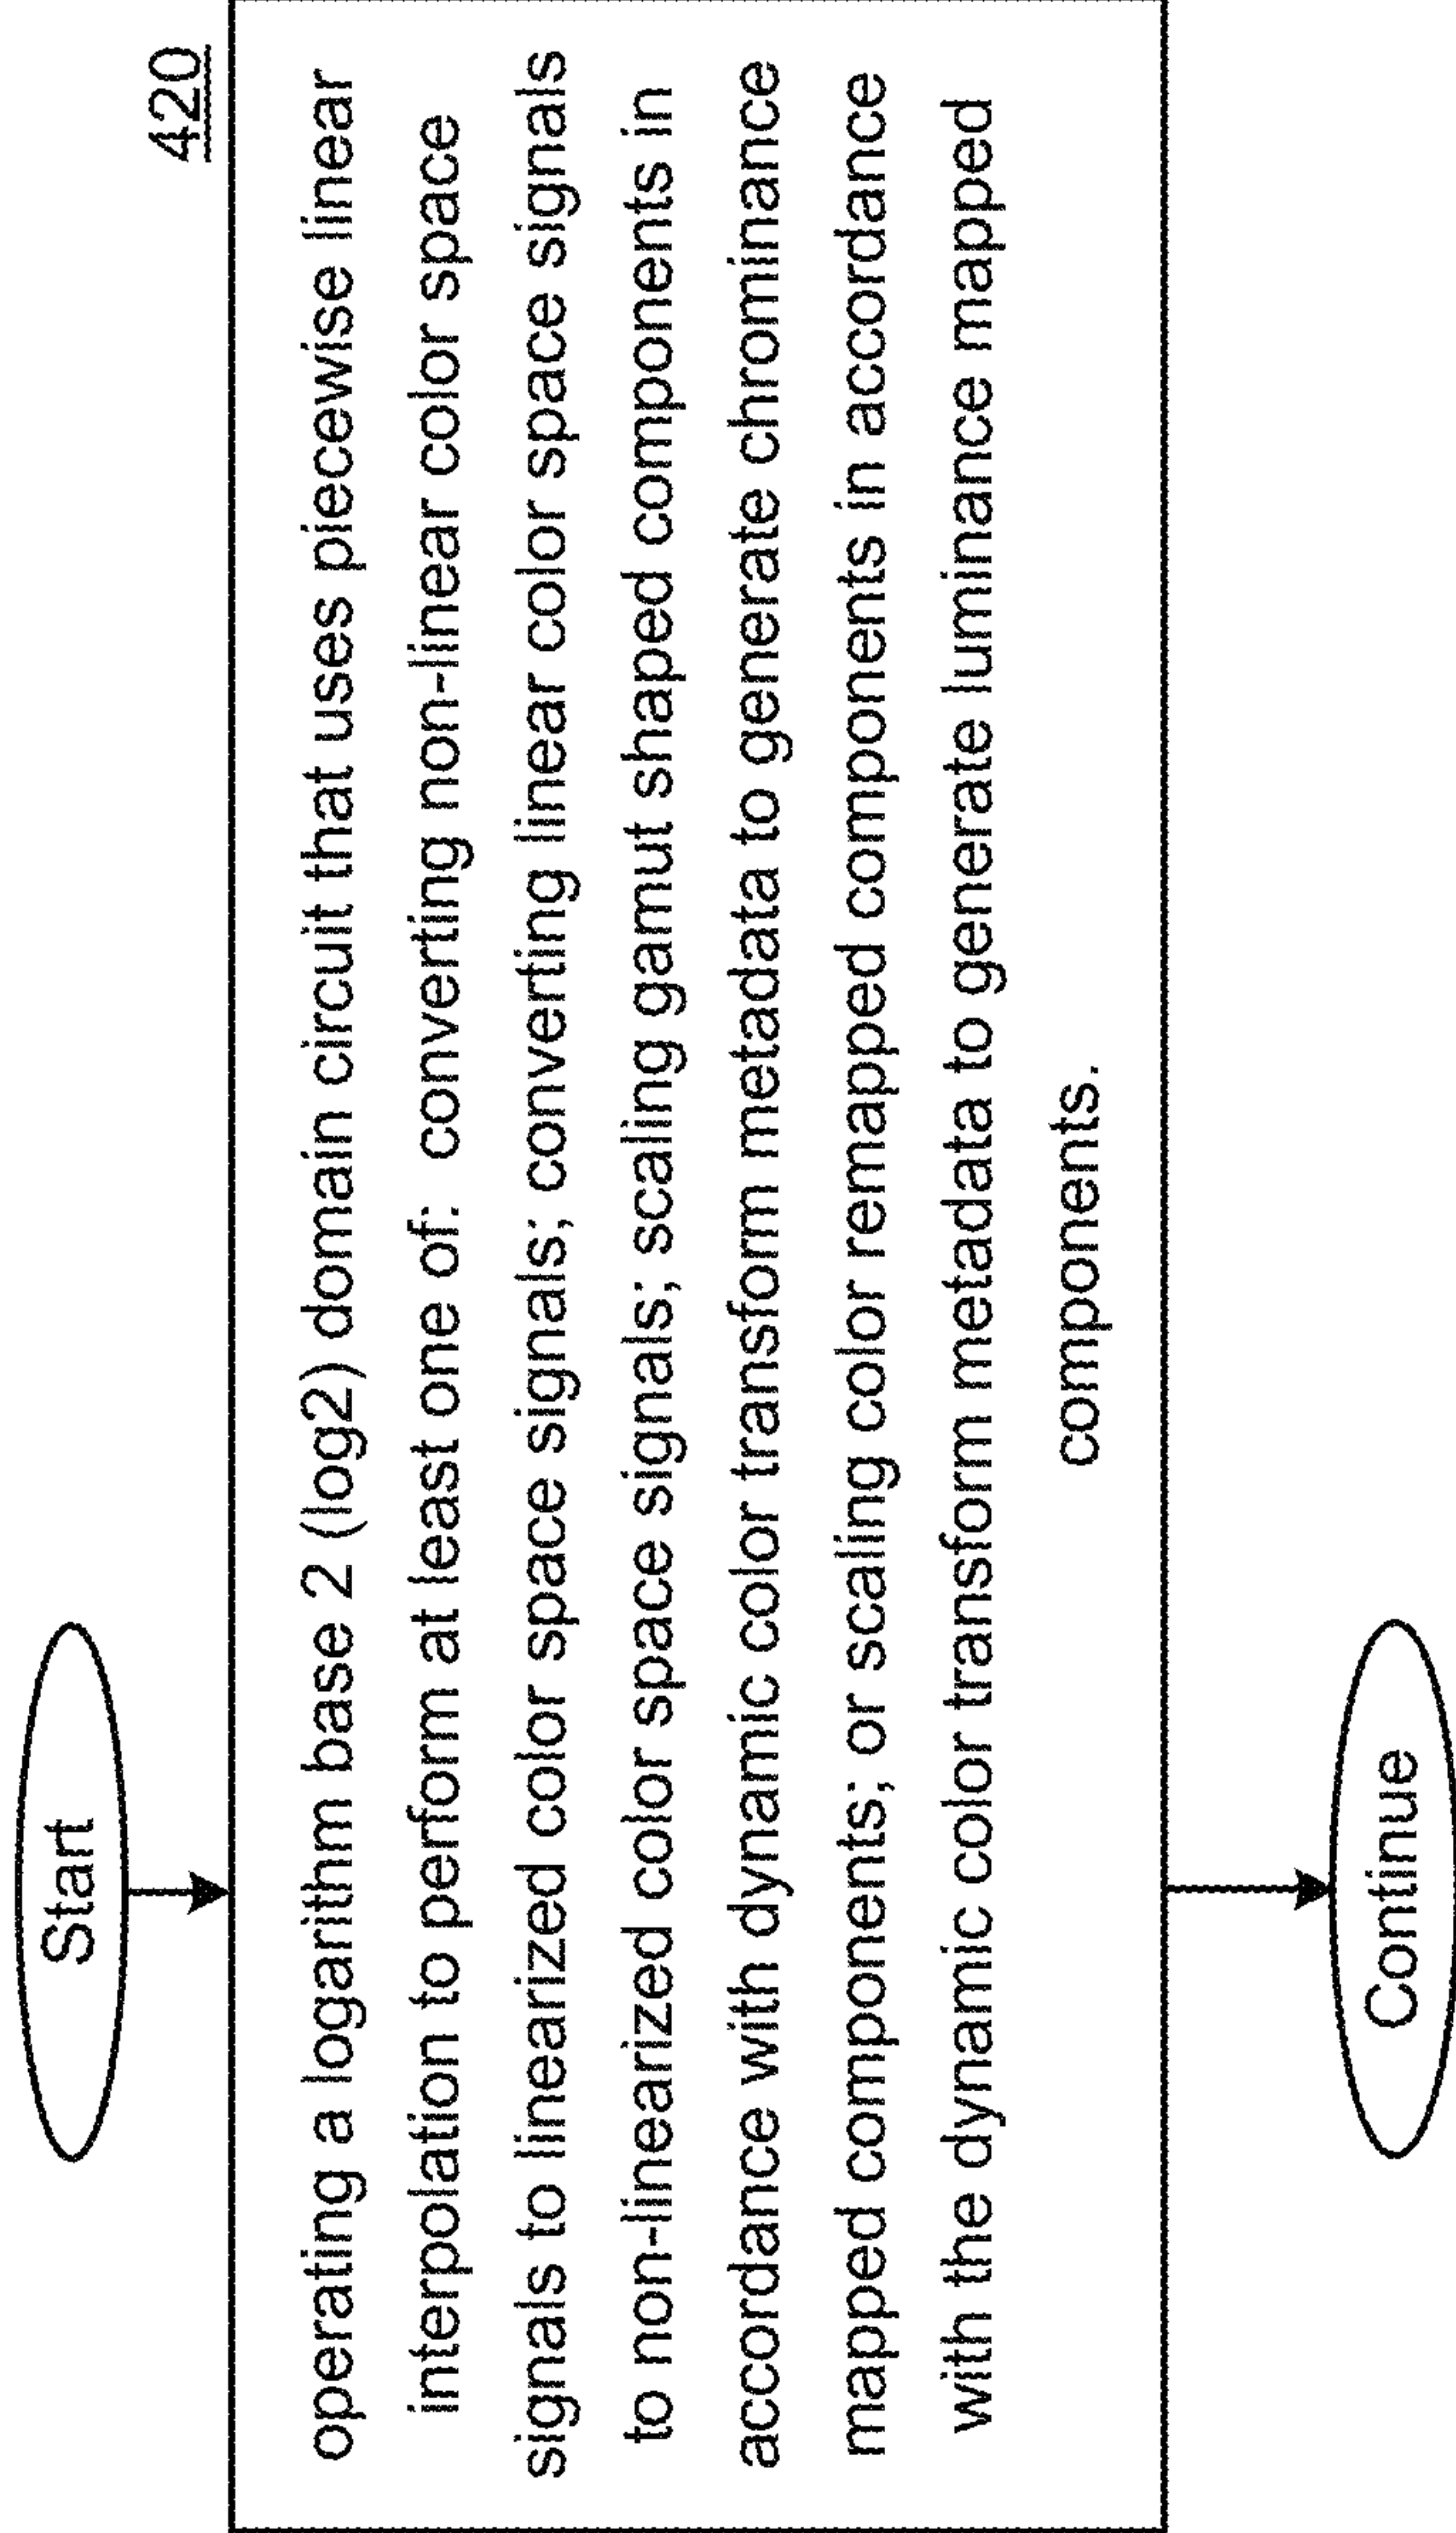 Start
420
operating a logarithm base 2 (log2) domain circuit that uses piecewise linear
interpolation to perform at least one of: converting non-linear color space
signals to linearized color space signals; converting linear color space signals
to non-linearized color space signals; scaling gamut shaped components in
accordance with dynamic color transform metadata to generate chrominance
mapped components; or scaling color remapped components in accordance
with the dynamic color transform metadata to generate luminance mapped
components.
Continue